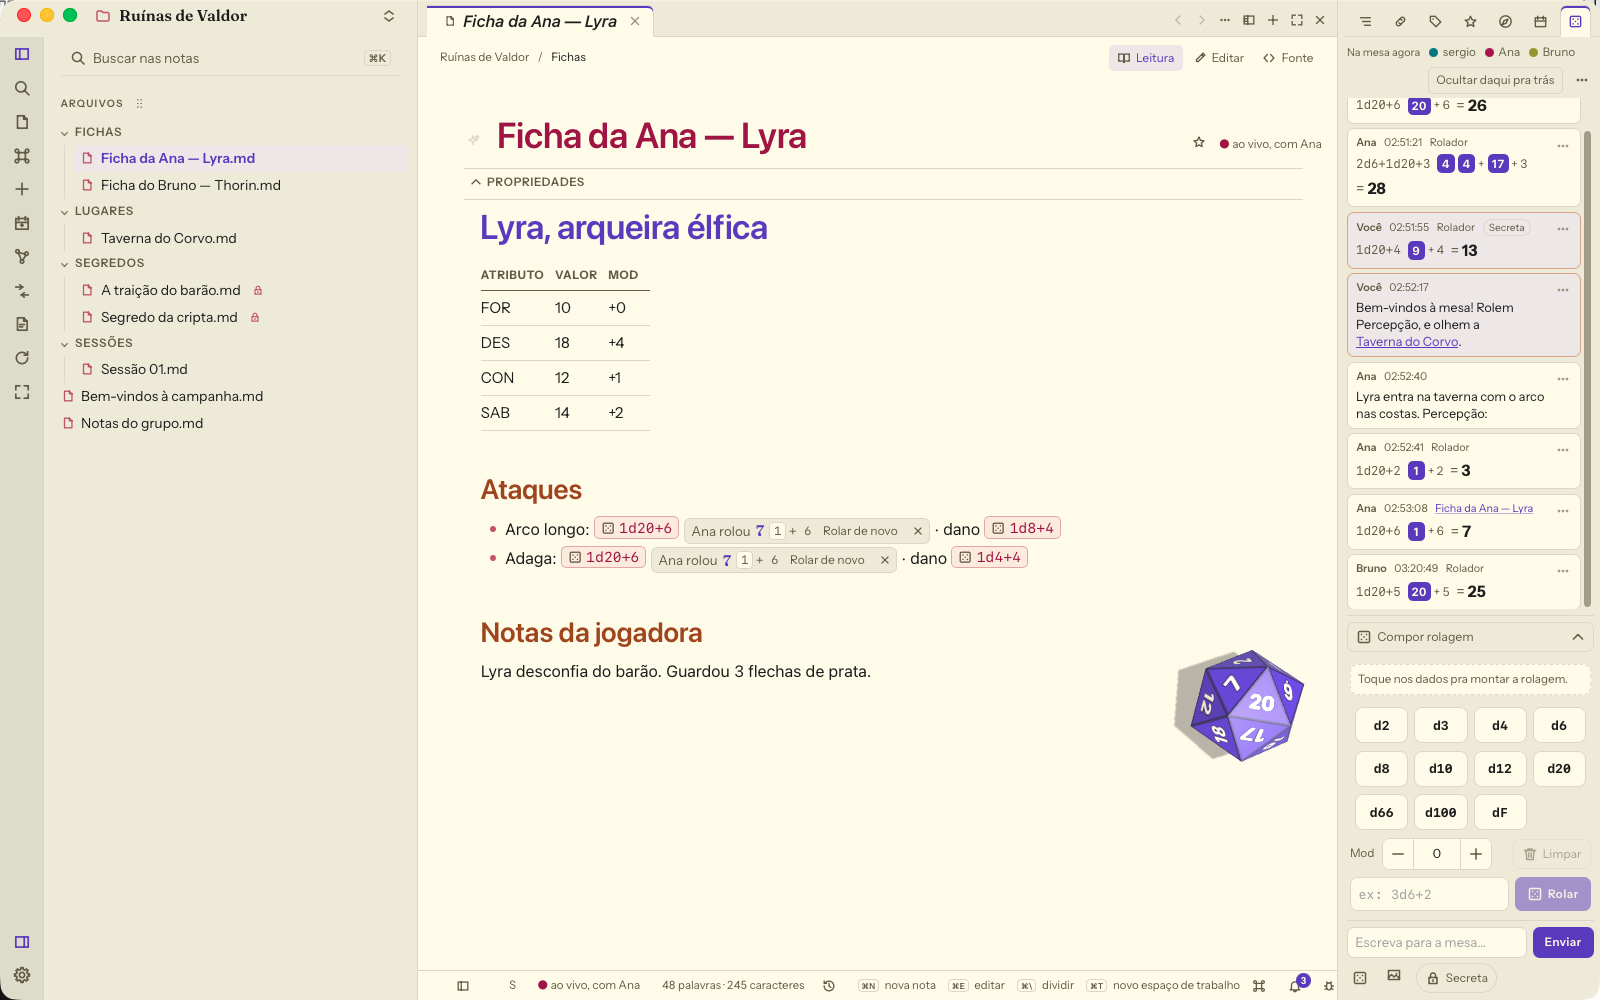 Ruínas de Valdor
Buscar nas notas
⌘K
ARQUIVOS
FICHAS
Ficha da Ana — Lyra.md
Ficha do Bruno — Thorin.md
LUGARES
Taverna do Corvo.md
SEGREDOS
A traição do barão.md
Segredo da cripta.md
SESSÕES
Sessão 01.md
Bem-vindos à campanha.md
Notas do grupo.md
Ficha da Ana — Lyra
Ruínas de Valdor / Fichas
Leitura
Editar
Fonte
Ficha da Ana — Lyra
ao vivo, com Ana
PROPRIEDADES
Lyra, arqueira élfica
ATRIBUTO VALOR MOD
FOR 10 +0
DES 18 +4
CON 12 +1
SAB 14 +2
Ataques
Arco longo: 1d20+6 Ana rolou 7 1 + 6 Rolar de novo · dano 1d8+4
Adaga: 1d20+6 Ana rolou 7 1 + 6 Rolar de novo · dano 1d4+4
Notas da jogadora
Lyra desconfia do barão. Guardou 3 flechas de prata.
7
20
12
18
17
S
ao vivo, com Ana
48 palavras · 245 caracteres
⌘N nova nota
⌘E editar
⌘\ dividir
⌘T novo espaço de trabalho
3
Na mesa agora sergio Ana Bruno
Ocultar daqui pra trás
1d20+6 20 + 6 = 26
Ana 02:51:21 Rolador
2d6+1d20+3 4 4 + 17 + 3
= 28
Você 02:51:55 Rolador Secreta
1d20+4 9 + 4 = 13
Você 02:52:17
Bem-vindos à mesa! Rolem
Percepção, e olhem a
Taverna do Corvo.
Ana 02:52:40
Lyra entra na taverna com o arco
nas costas. Percepção:
Ana 02:52:41 Rolador
1d20+2 1 + 2 = 3
Ana 02:53:08 Ficha da Ana — Lyra
1d20+6 1 + 6 = 7
Bruno 03:20:49 Rolador
1d20+5 20 + 5 = 25
Compor rolagem
Toque nos dados pra montar a rolagem.
d2 d3 d4 d6
d8 d10 d12 d20
d66 d100 dF
Mod − 0 + Limpar
ex: 3d6+2 Rolar
Escreva para a mesa... Enviar
Secreta